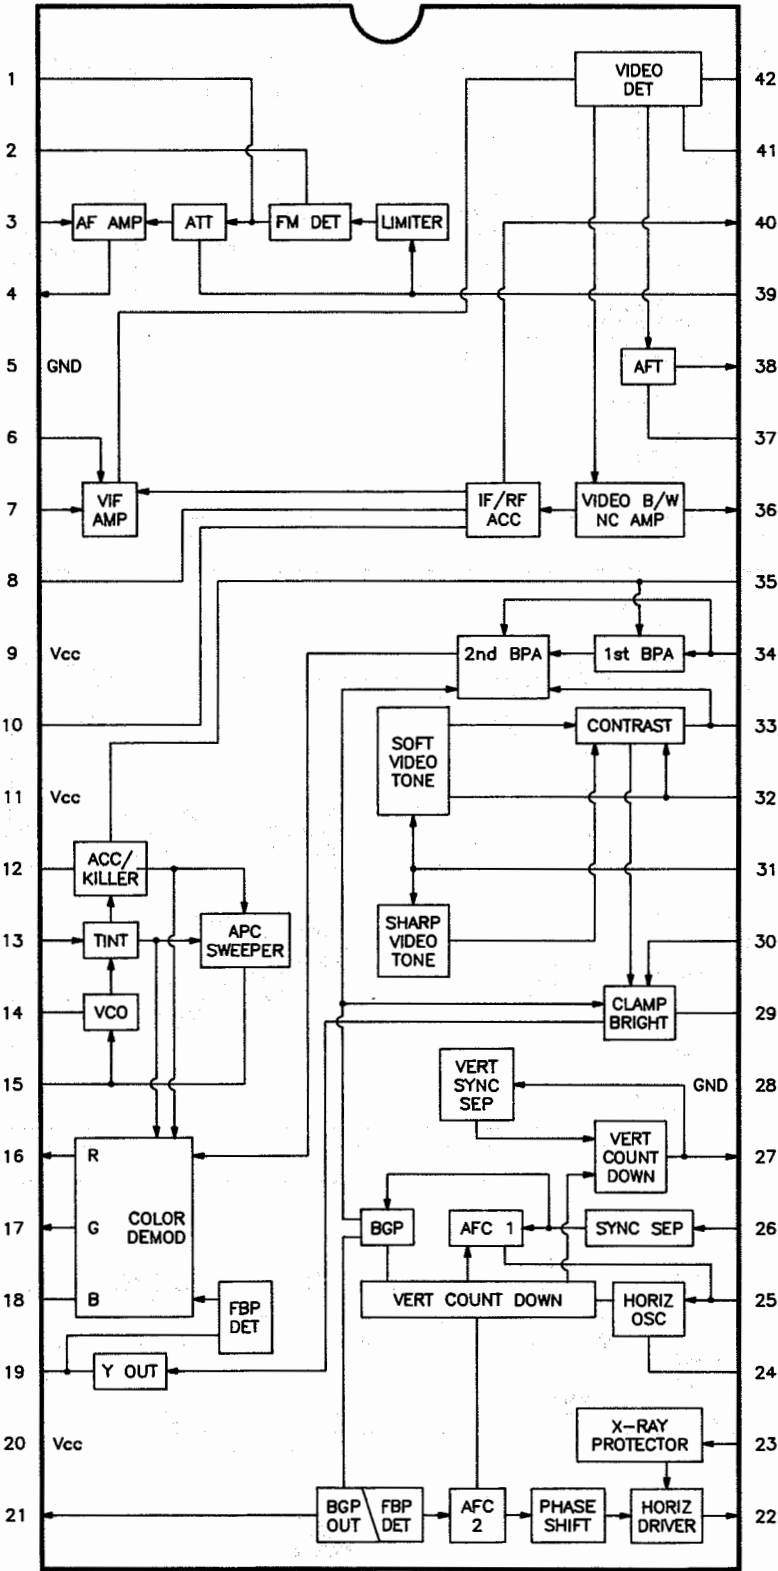 1
VIDEO
DET
42
2
41
3
AF AMP
ATT
FM DET
LIMITER
40
4
39
5
GND
AFT
38
6
37
7
VIF
AMP
IF/RF
ACC
VIDEO B/W
NC AMP
36
8
35
9
Vcc
2nd BPA
1st BPA
34
10
SOFT
VIDEO
TONE
CONTRAST
33
11
Vcc
32
12
ACC/
KILLER
31
13
TINT
APC
SWEEPER
SHARP
VIDEO
TONE
30
14
VCO
CLAMP
BRIGHT
29
15
VERT
SYNC
SEP
GND
28
16
R
VERT
COUNT
DOWN
27
17
G
COLOR
DEMOD
BGP
AFC 1
SYNC SEP
26
18
B
FBP
DET
VERT COUNT DOWN
HORIZ
OSC
25
19
Y OUT
24
20
Vcc
X-RAY
PROTECTOR
23
21
BGP
OUT
FBP
DET
AFC
2
PHASE
SHIFT
HORIZ
DRIVER
22